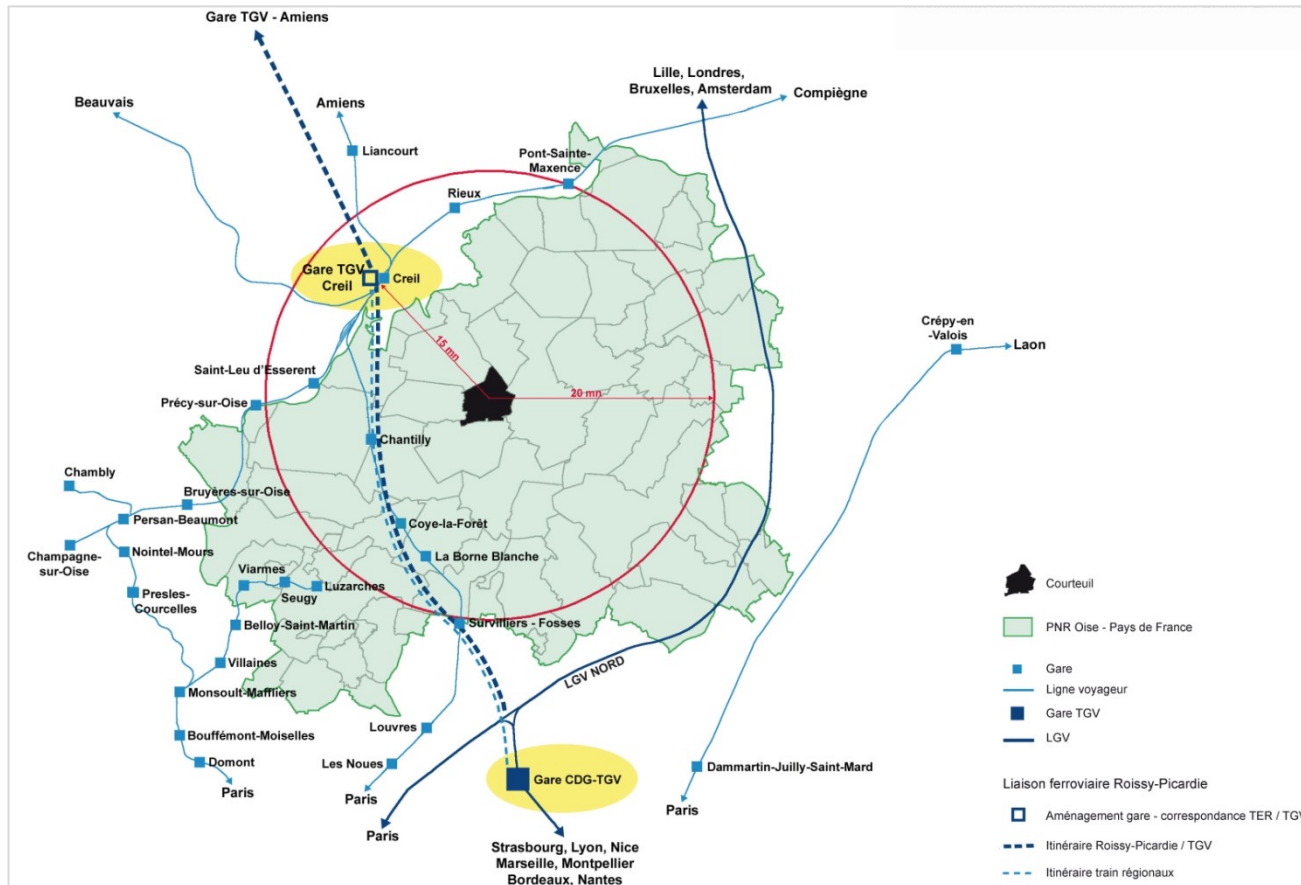 Gare TGV - Amiens
Beauvais
Amiens
Lille, Londres,
Bruxelles, Amsterdam
Compiègne
Liancourt
Pont-Sainte-
Maxence
Rieux
Gare TGV
Creil
Creil
15 mn
20 mn
Crépy-en
-Valois
Laon
Saint-Leu d'Esserent
Précy-sur-Oise
Chantilly
Chambly
Bruyères-sur-Oise
Persan-Beaumont
Champagne-
sur-Oise
Nointel-Mours
Coye-la-Forêt
La Borne Blanche
Viarmes
Seugy
Luzarches
Presles-
Courcelles
Belloy-Saint-Martin
Survilliers - Fosses
Villaines
LGV NORD
Monsoult-Maffliers
Louvres
Bouffémont-Moiselles
Domont
Paris
Les Noues
Paris
Gare CDG-TGV
Dammartin-Juilly-Saint-Mard
Paris
Paris
Strasbourg, Lyon, Nice
Marseille, Montpellier
Bordeaux, Nantes
Courteuil
PNR Oise - Pays de France
Gare
Ligne voyageur
Gare TGV
LGV
Liaison ferroviaire Roissy-Picardie
Aménagement gare - correspondance TER / TGV
Itinéraire Roissy-Picardie / TGV
Itinéraire train régionaux